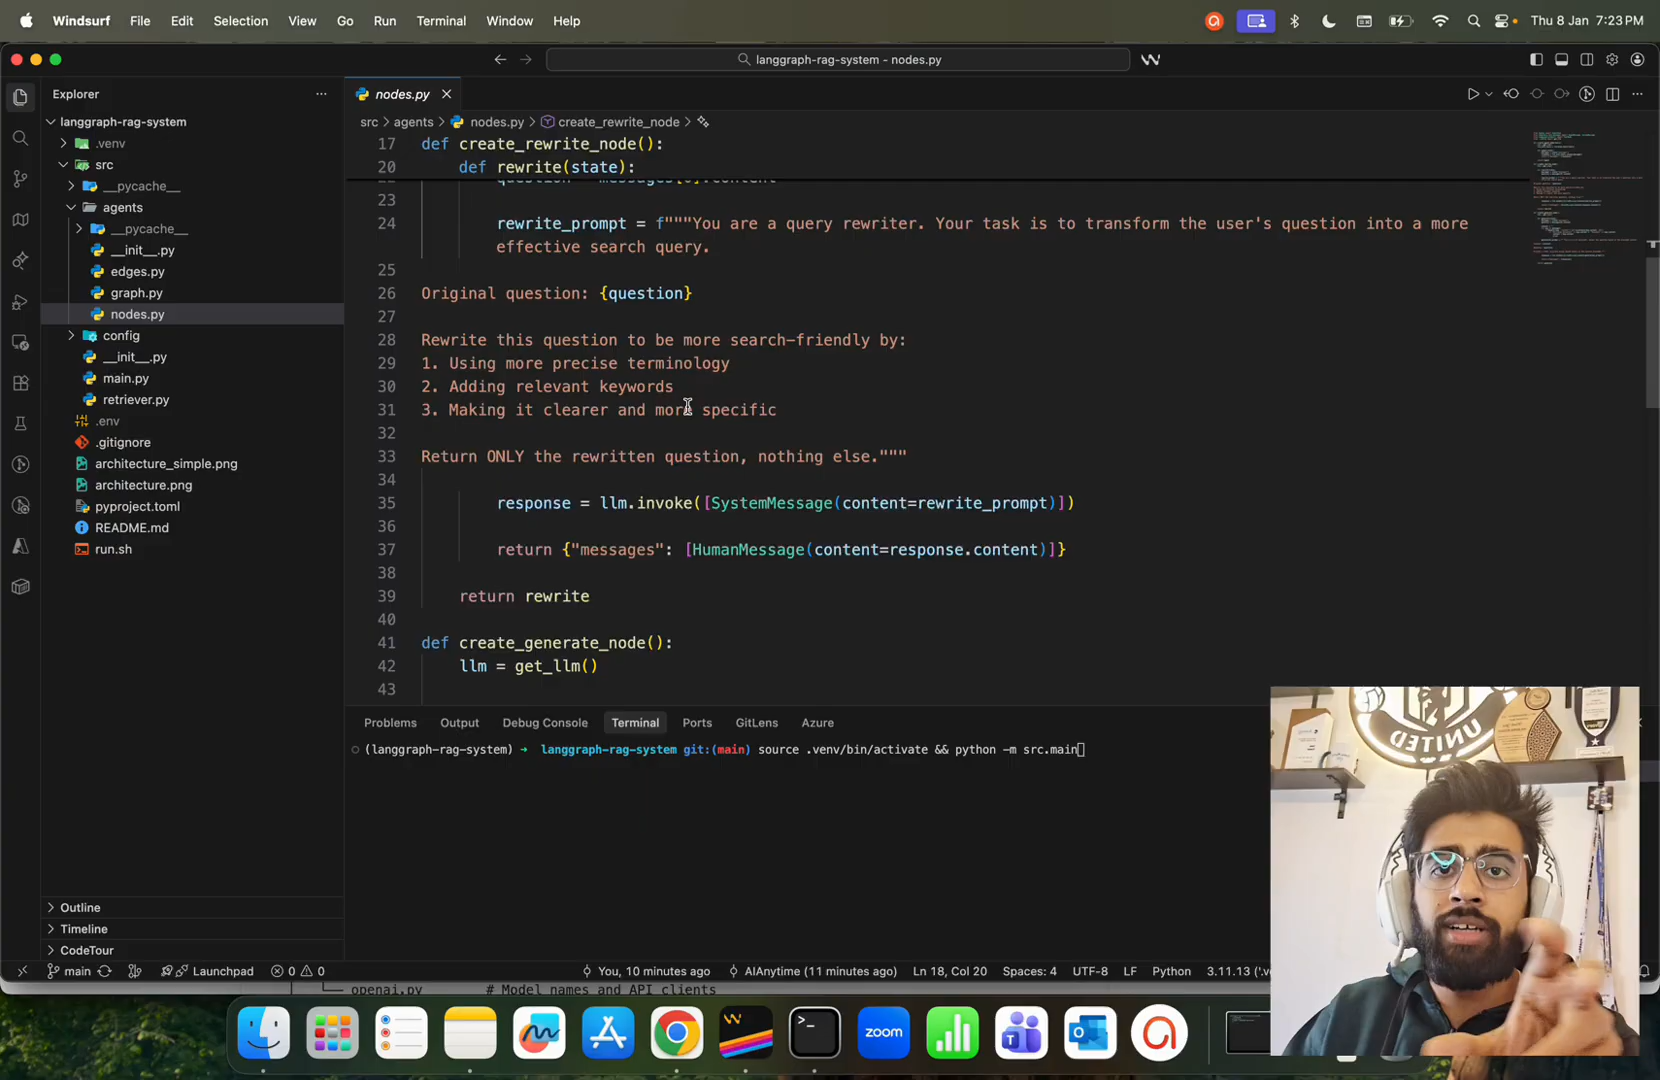 Windsurf File Edit Selection View Go Run Terminal Window Help
Thu 8 Jan 7:23 PM
langgraph-rag-system - nodes.py
Explorer
nodes.py
langgraph-rag-system
src > agents > nodes.py > create_rewrite_node >
.venv
src
__pycache__
agents
__pycache__
__init__.py
edges.py
graph.py
nodes.py
config
__init__.py
main.py
retriever.py
.env
.gitignore
architecture_simple.png
architecture.png
pyproject.toml
README.md
run.sh
17 def create_rewrite_node():
20 def rewrite(state):
question = messages[0].content
23
24 rewrite_prompt = f"""You are a query rewriter. Your task is to transform the user's question into a more
effective search query.
25
26 Original question: {question}
27
28 Rewrite this question to be more search-friendly by:
29 1. Using more precise terminology
30 2. Adding relevant keywords
31 3. Making it clearer and more specific
32
33 Return ONLY the rewritten question, nothing else."""
34
35 response = llm.invoke([SystemMessage(content=rewrite_prompt)])
36
37 return {"messages": [HumanMessage(content=response.content)]}
38
39 return rewrite
40
41 def create_generate_node():
42 llm = get_llm()
43
Problems Output Debug Console Terminal Ports GitLens Azure
(langgraph-rag-system) → langgraph-rag-system git:(main) source .venv/bin/activate && python -m src.main
UNITED
Outline
Timeline
CodeTour
main Launchpad 0 0 You, 10 minutes ago AIAnytime (11 minutes ago) Ln 18, Col 20 Spaces: 4 UTF-8 LF Python 3.11.13 ('.ve
openai.py # Model names and API clients
zoom